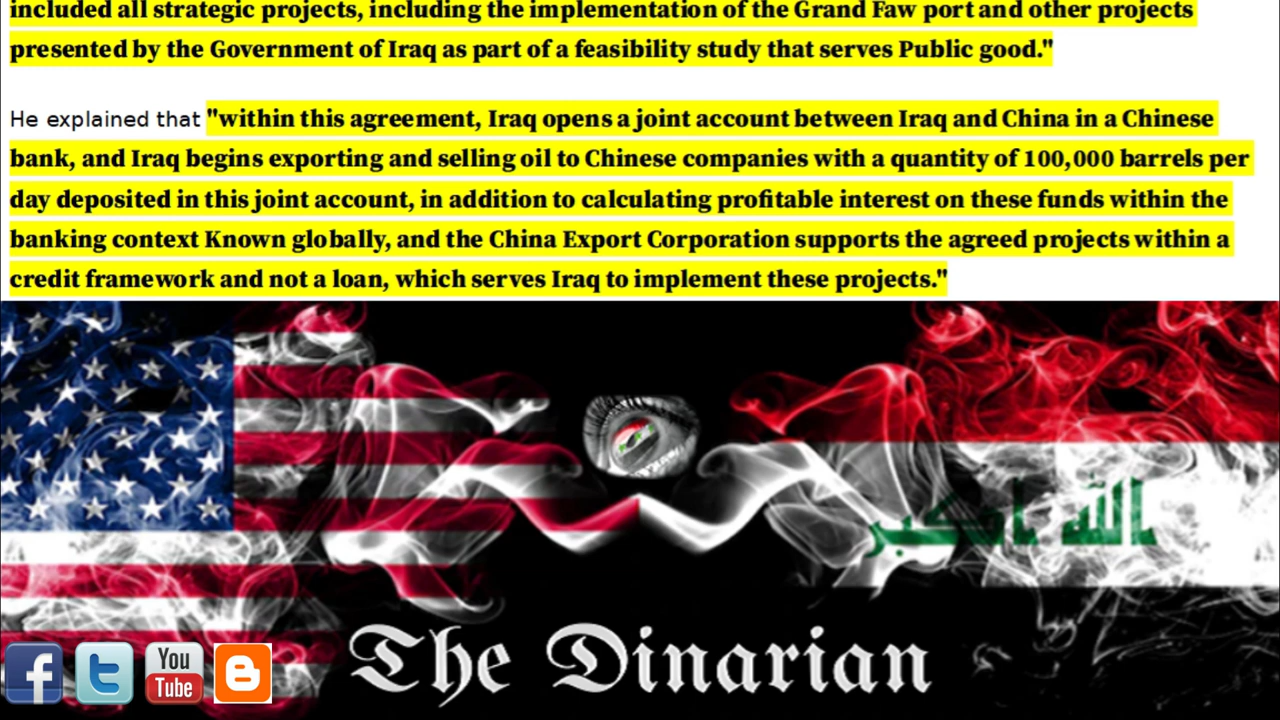 included all strategic projects, including the implementation of the Grand Faw port and other projects
presented by the Government of Iraq as part of a feasibility study that serves Public good."
He explained that "within this agreement, Iraq opens a joint account between Iraq and China in a Chinese
bank, and Iraq begins exporting and selling oil to Chinese companies with a quantity of 100,000 barrels per
day deposited in this joint account, in addition to calculating profitable interest on these funds within the
banking context Known globally, and the China Export Corporation supports the agreed projects within a
credit framework and not a loan, which serves Iraq to implement these projects."
الله اكبر
The Dinarian
f
t
You
Tube
B